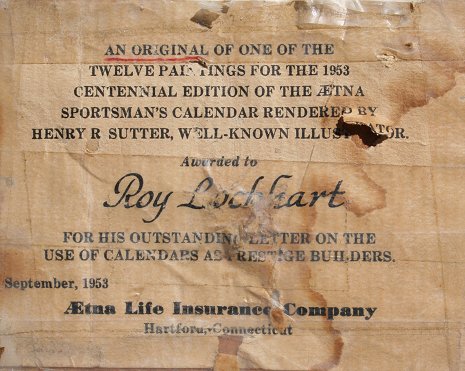 AN ORIGINAL OF ONE OF THE
TWELVE PAINTINGS FOR THE 1953
CENTENNIAL EDITION OF THE ÆTNA
SPORTSMAN'S CALENDAR RENDERED BY
HENRY R SUTTER, WELL-KNOWN ILLUSTRATOR.
Awarded to
Roy Lochhart
FOR HIS OUTSTANDING LETTER ON THE
USE OF CALENDARS AS PRESTIGE BUILDERS.
September, 1953
Ætna Life Insurance Company
Hartford, Connecticut